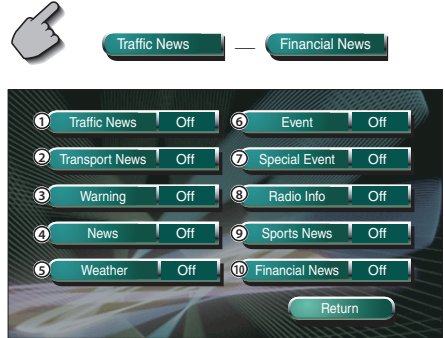 Traffic News — Financial News
① Traffic News Off ⑥ Event Off
② Transport News Off ⑦ Special Event Off
③ Warning Off ⑧ Radio Info Off
④ News Off ⑨ Sports News Off
⑤ Weather Off ⑩ Financial News Off
Return